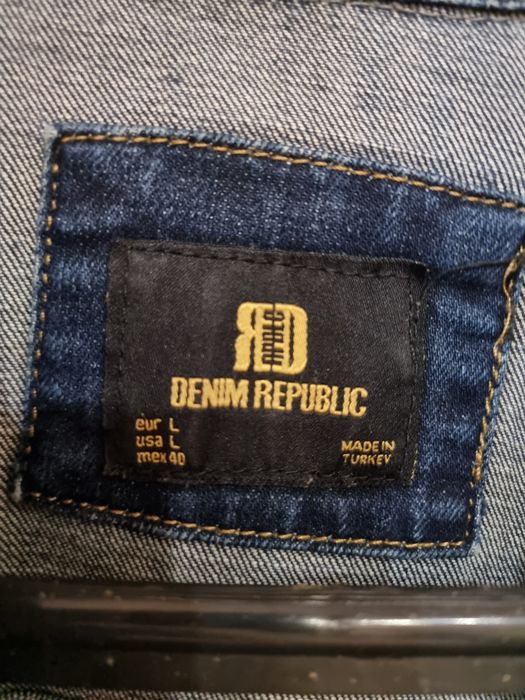 DENIM REPUBLIC
eur L
usa L
mex 40
MADE IN
TURKEY